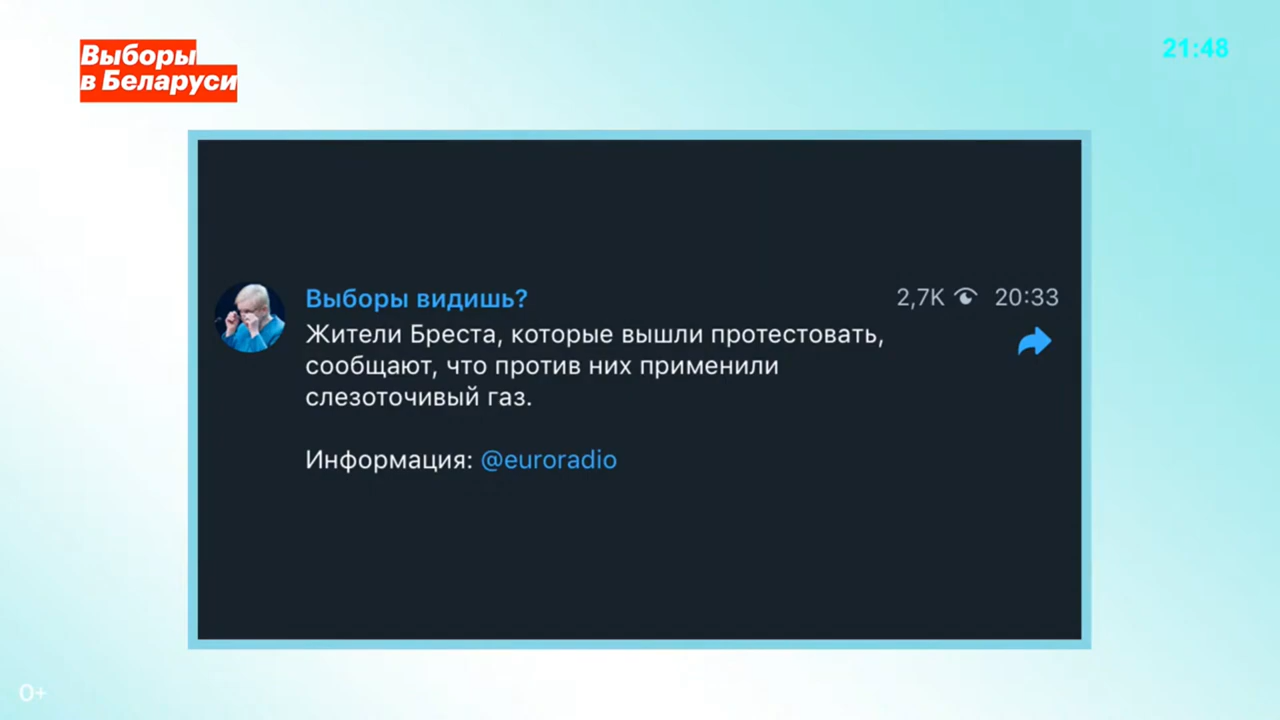 Выборы
в Беларуси
21:48
Выборы видишь?
2,7K 20:33
Жители Бреста, которые вышли протестовать,
сообщают, что против них применили
слезоточивый газ.
Информация: @euroradio
0+